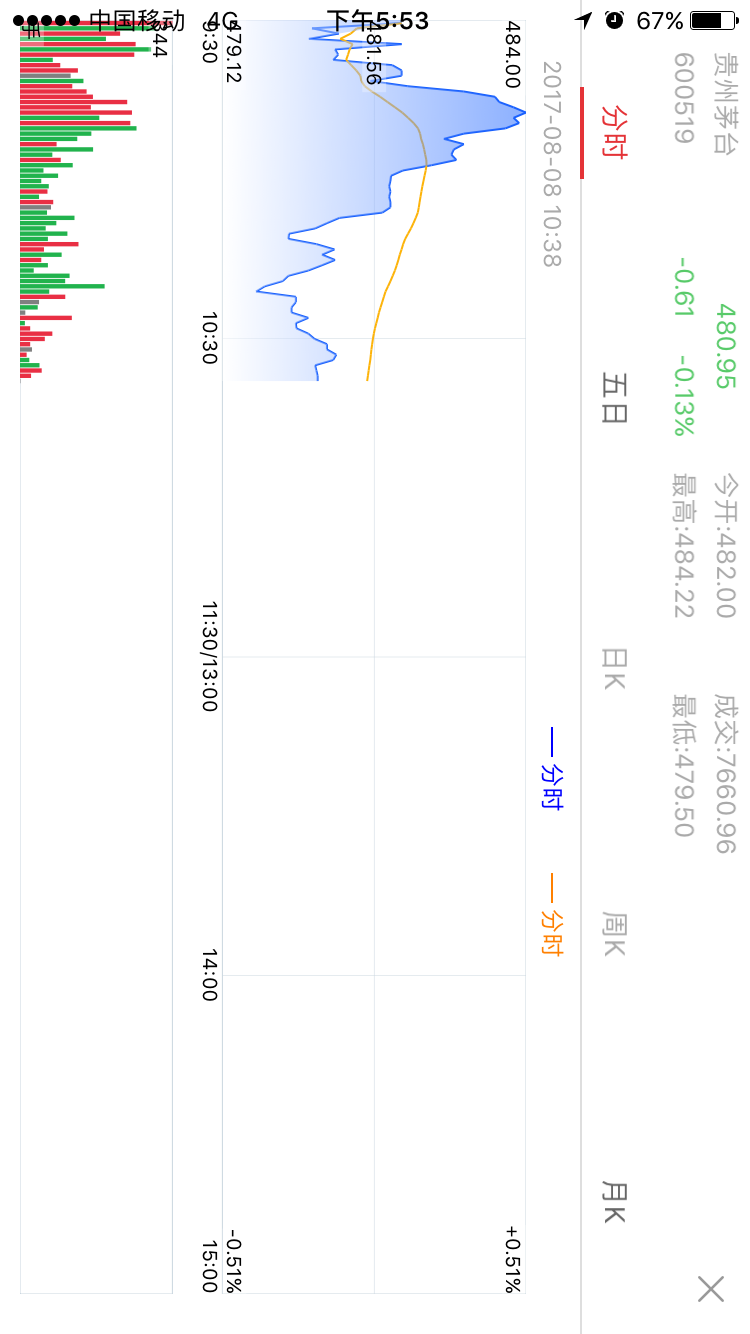 中国移动 4G 下午5:53 67%
贵州茅台 480.95 今开:482.00 成交:7660.96
600519 -0.61 -0.13% 最高:484.22 最低:479.50
分时 五日 日K 周K 月K
2017-08-08 10:38 分时 分时
484.00 +0.51%
481.56
479.12 -0.51%
9:30 10:30 11:30/13:00 14:00 15:00
手